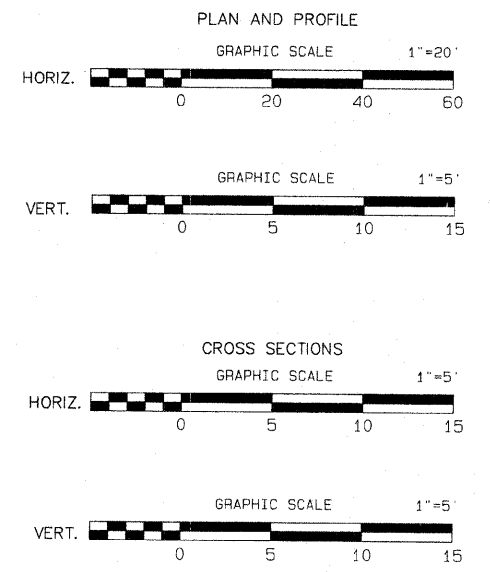 PLAN AND PROFILE
GRAPHIC SCALE 1"=20'
HORIZ.
0 20 40 60
GRAPHIC SCALE 1"=5'
VERT.
0 5 10 15
CROSS SECTIONS
GRAPHIC SCALE 1"=5'
HORIZ.
0 5 10 15
GRAPHIC SCALE 1"=5'
VERT.
0 5 10 15